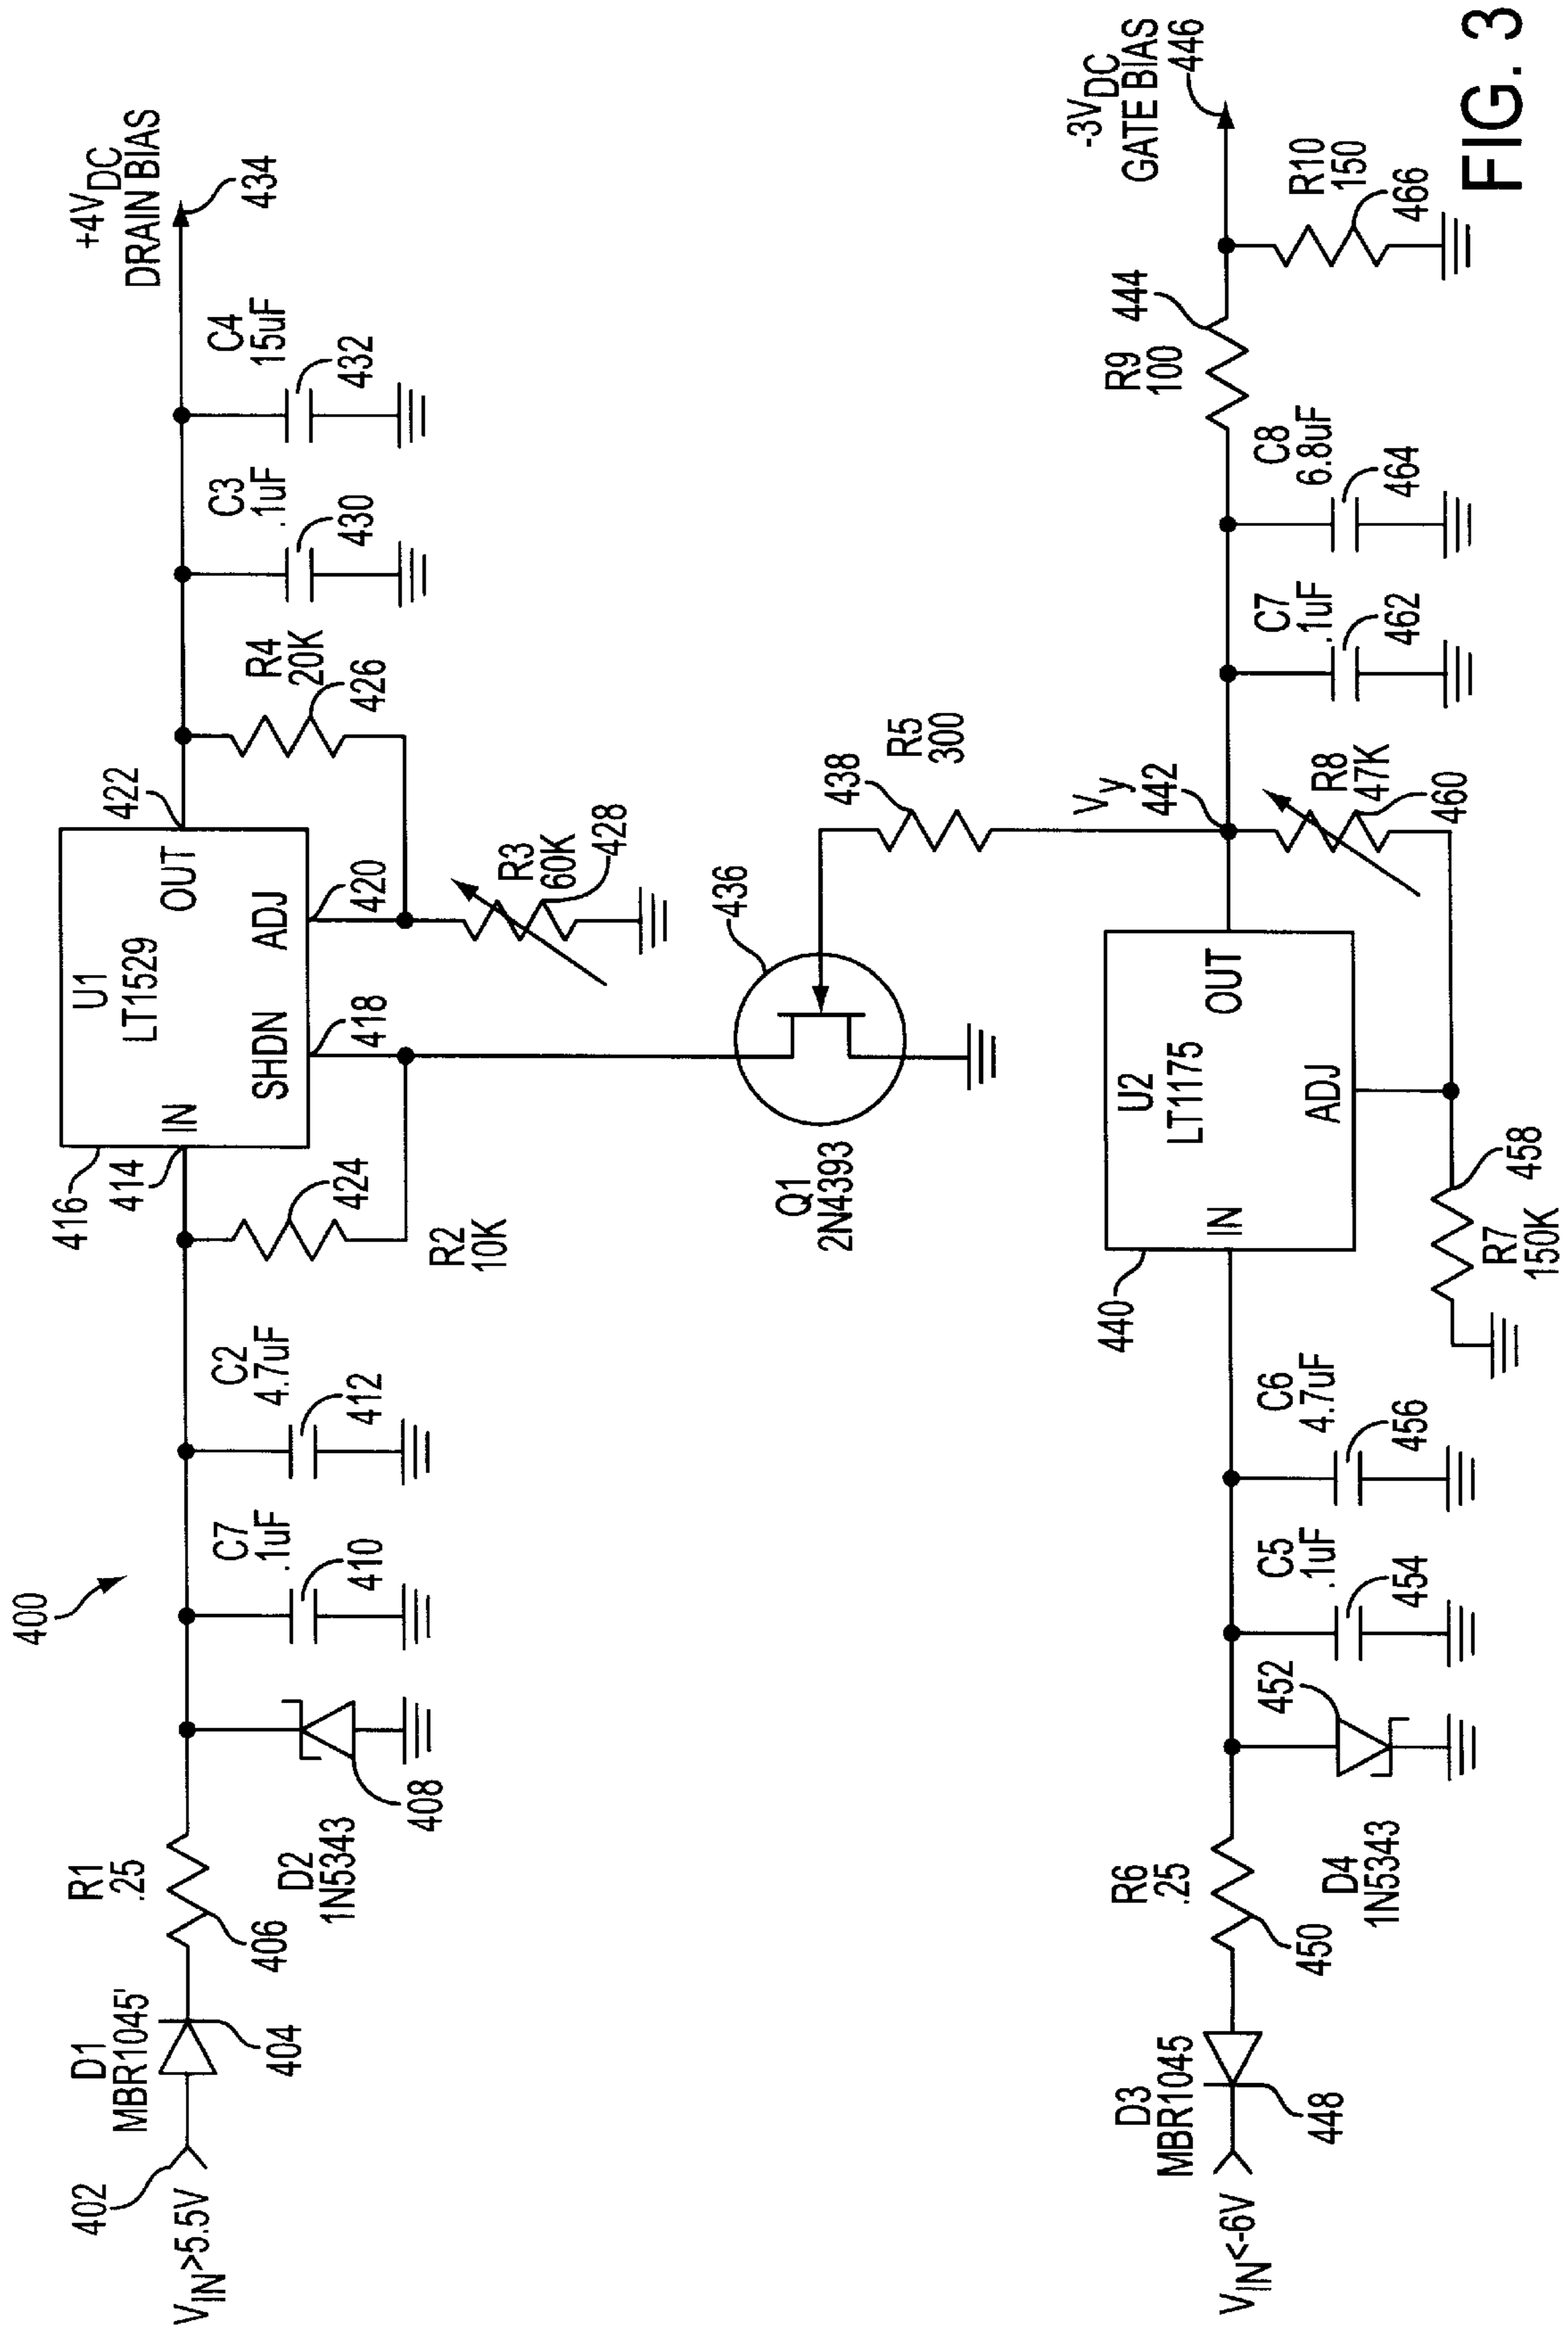 400
V_IN>5.5V
402
D1
MBR1045'
404
R1
.25
406
D2
1N5343
408
C7
.1uF
410
C2
4.7uF
412
R2
10K
424
414
416
U1
LT1529
IN
SHDN
ADJ
OUT
418
420
422
R3
60K
428
R4
20K
426
C3
.1uF
430
C4
15uF
432
+4V_DC
DRAIN BIAS
434
Q1
2N4393
436
438
R5
300
V_IN<-6V
D3
MBR1045
448
R6
.25
450
D4
1N5343
452
C5
.1uF
454
C6
4.7uF
456
440
U2
LT1175
IN
ADJ
OUT
R7
150K
458
Vy
442
R8
47K
460
C7
.1uF
462
C8
6.8uF
464
R9
100
444
R10
150
466
-3V_DC
GATE BIAS
446
FIG. 3